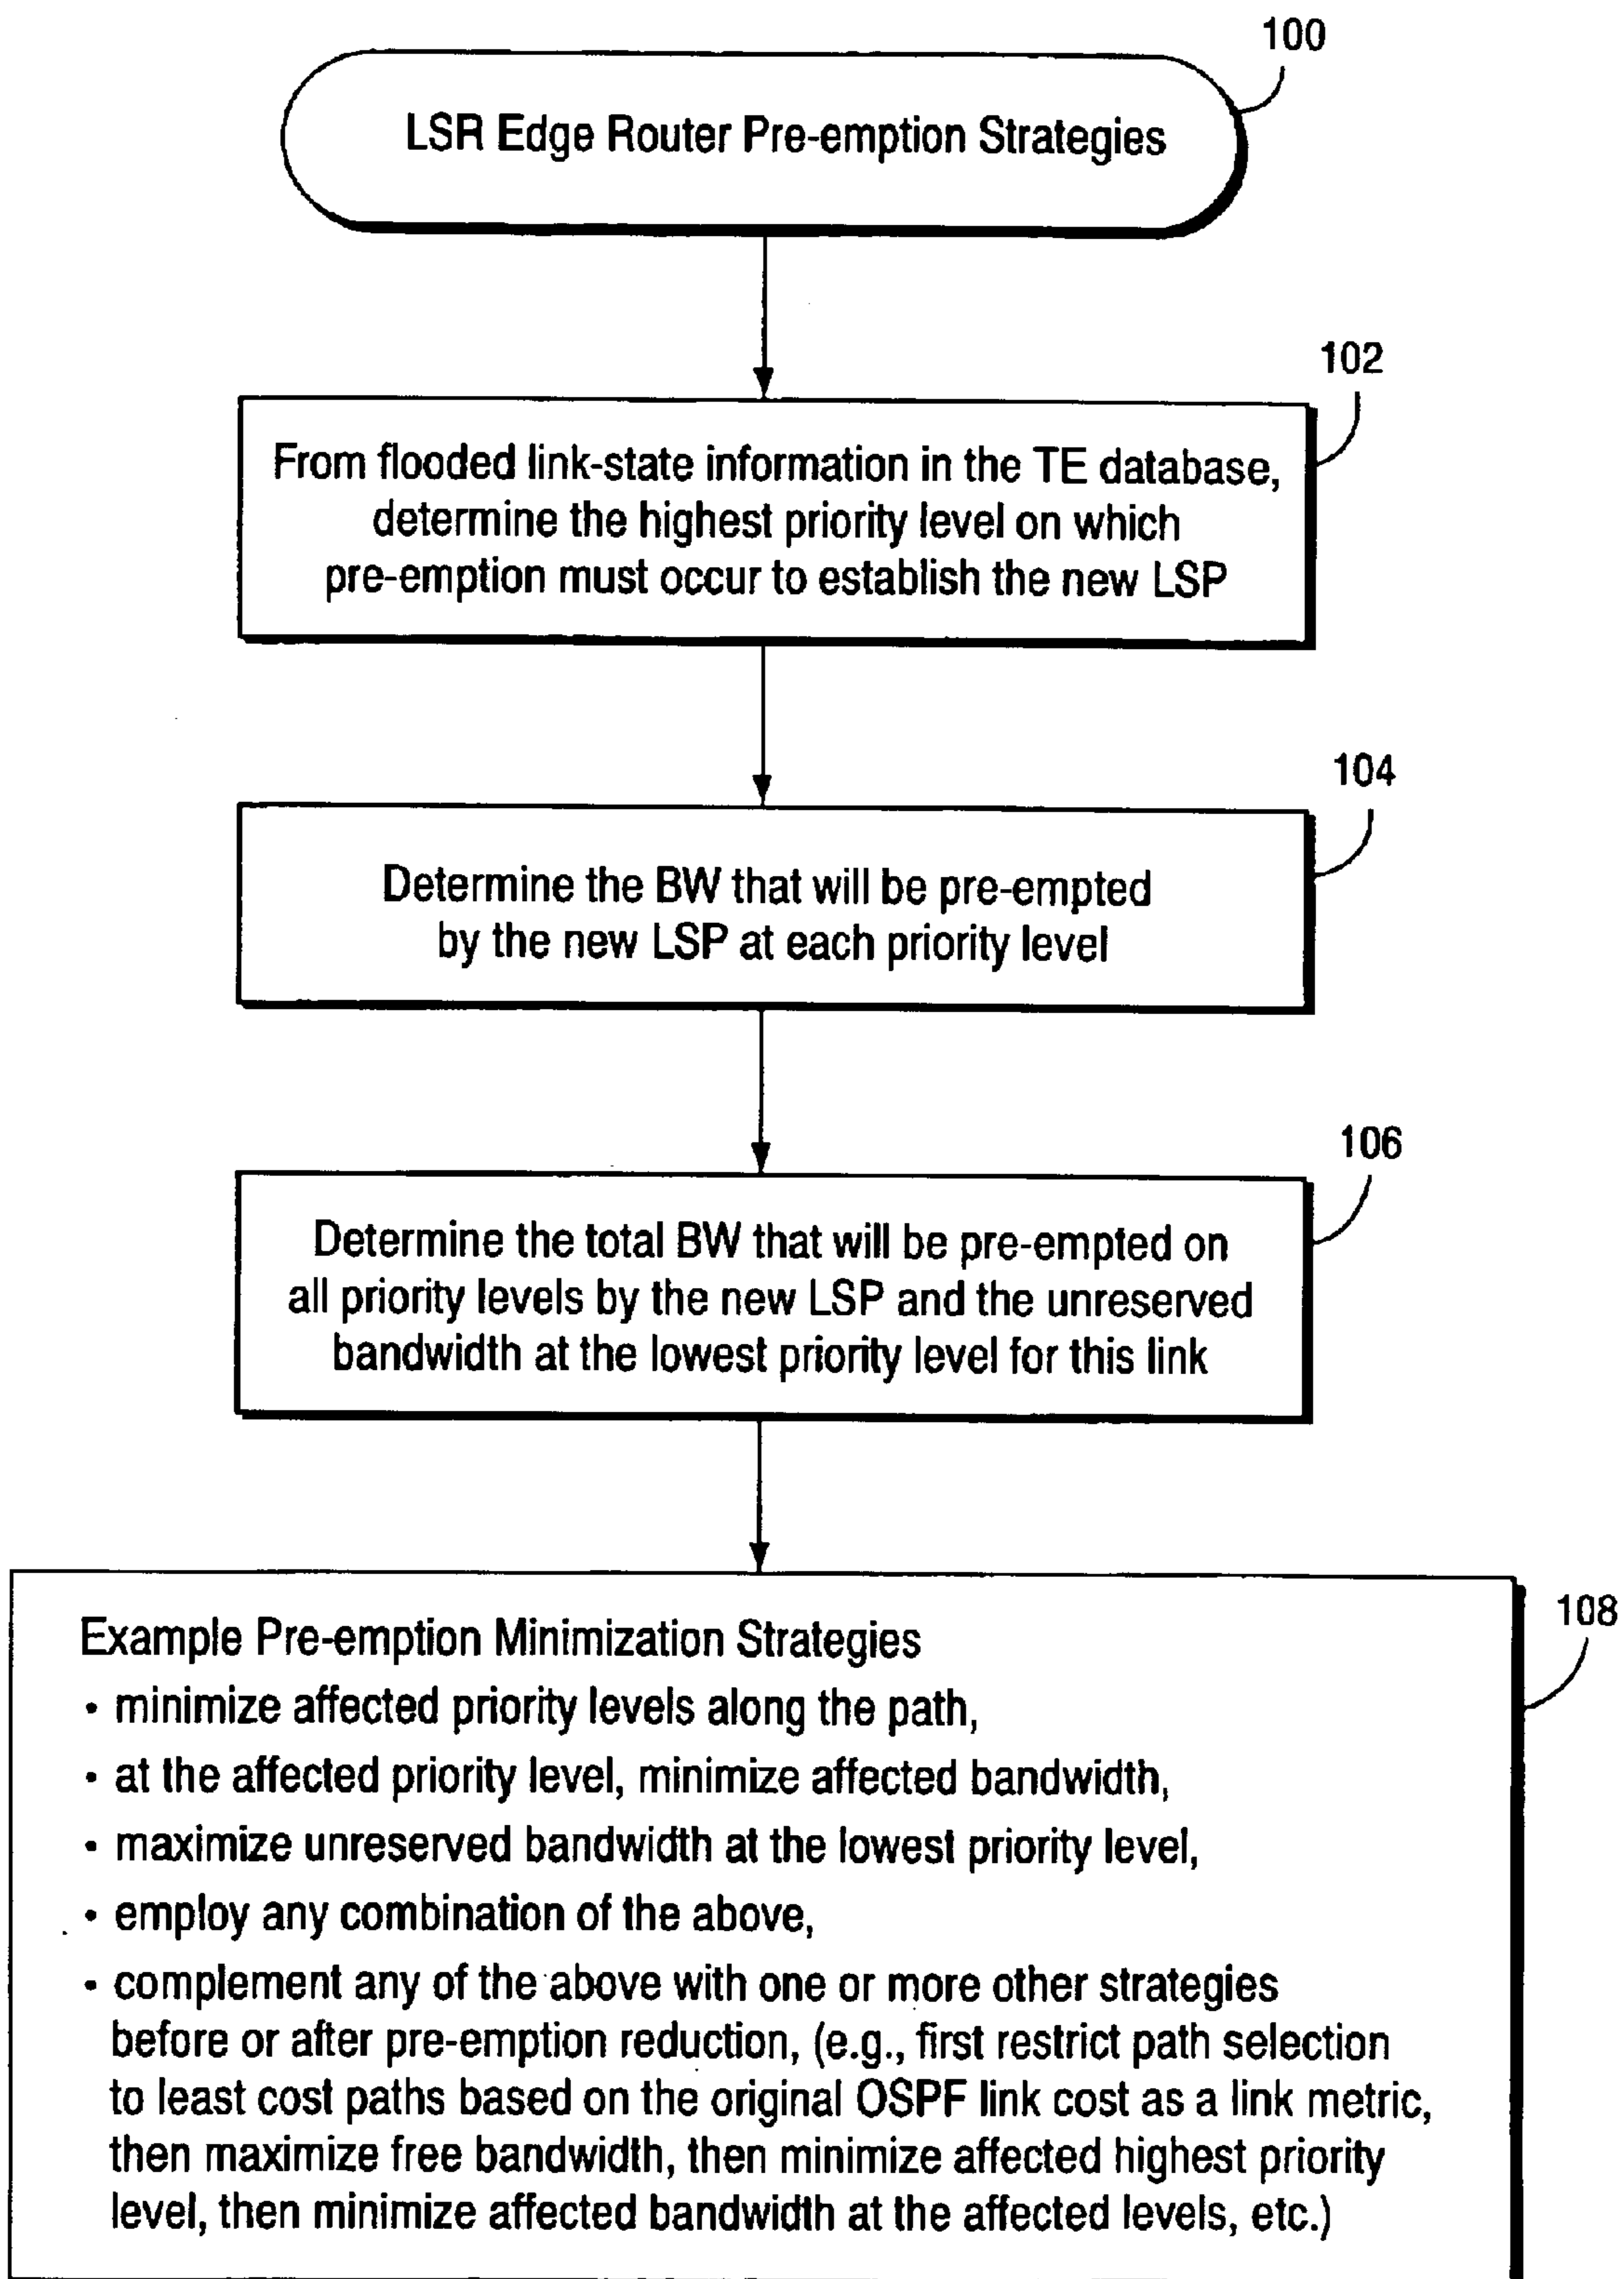 100
LSR Edge Router Pre-emption Strategies
102
From flooded link-state information in the TE database,
determine the highest priority level on which
pre-emption must occur to establish the new LSP
104
Determine the BW that will be pre-empted
by the new LSP at each priority level
106
Determine the total BW that will be pre-empted on
all priority levels by the new LSP and the unreserved
bandwidth at the lowest priority level for this link
108
Example Pre-emption Minimization Strategies
· minimize affected priority levels along the path,
· at the affected priority level, minimize affected bandwidth,
· maximize unreserved bandwidth at the lowest priority level,
· employ any combination of the above,
· complement any of the above with one or more other strategies
before or after pre-emption reduction, (e.g., first restrict path selection
to least cost paths based on the original OSPF link cost as a link metric,
then maximize free bandwidth, then minimize affected highest priority
level, then minimize affected bandwidth at the affected levels, etc.)